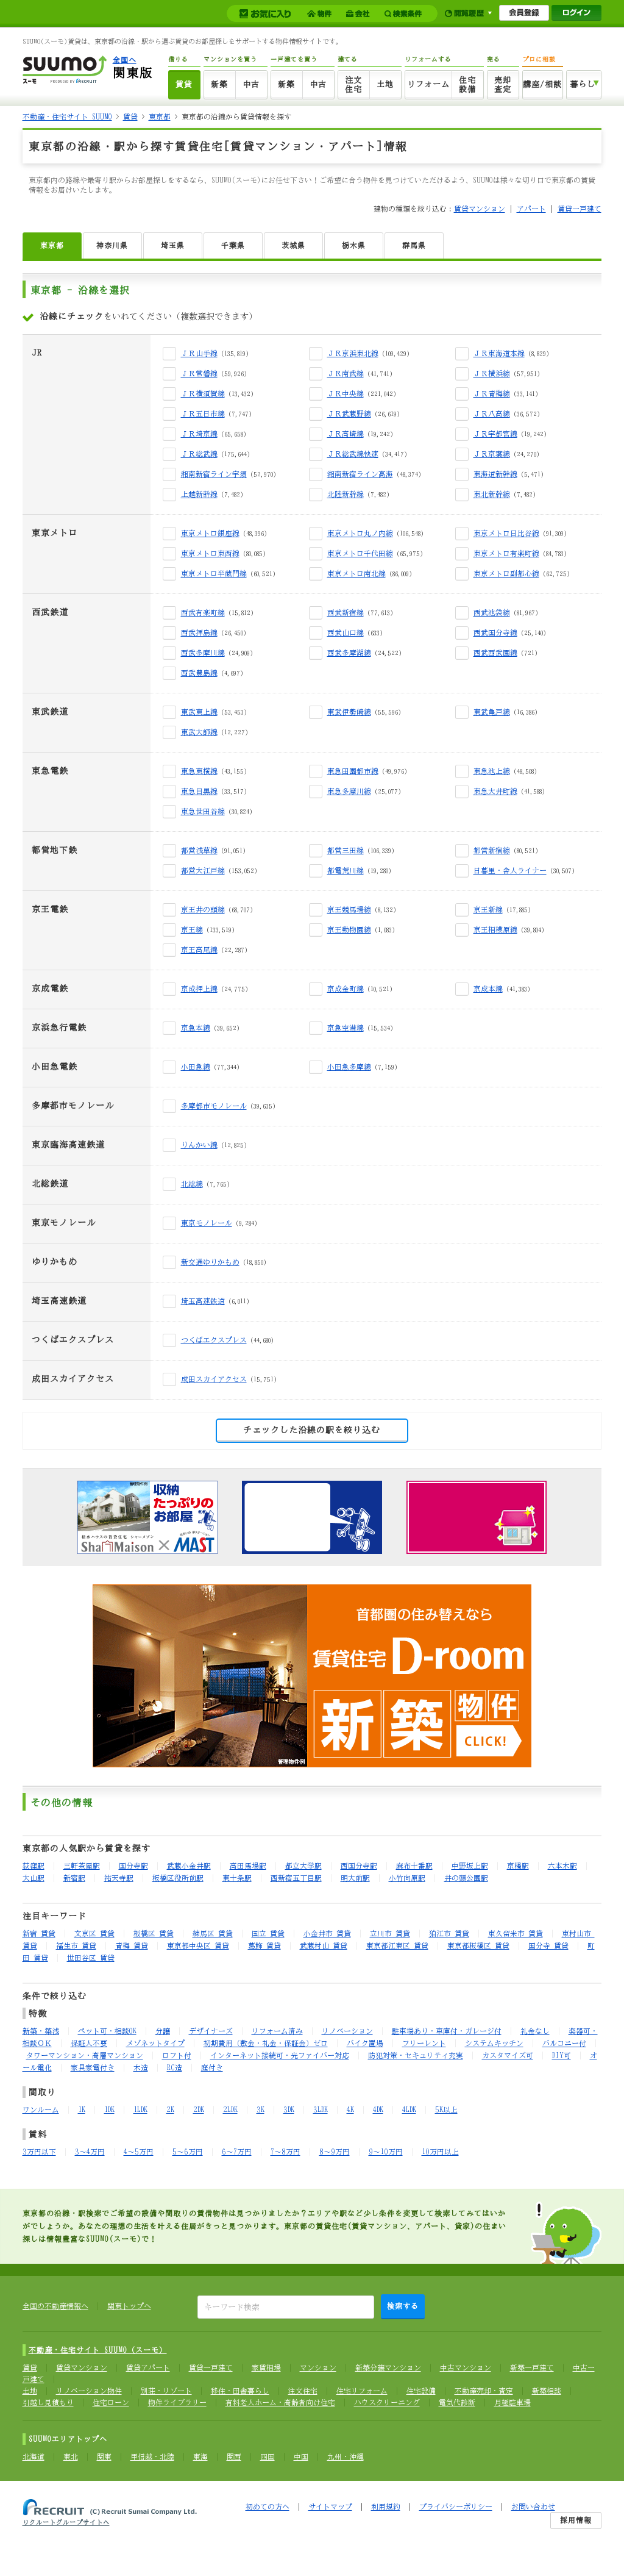 お気に入り 物件 会社 検索条件 閲覧履歴 会員登録 ログイン
SUUMO(スーモ)賃貸は、東京都の沿線・駅から選ぶ賃貸のお部屋探しをサポートする物件情報サイトです。
SUUMO スーモ 全国へ 関東版
借りる マンションを買う 一戸建てを買う 建てる リフォームする 売る プロに相談
賃貸 新築 中古 新築 中古 注文住宅 土地 リフォーム 住宅設備 売却査定 講座/相談 暮らし
不動産・住宅サイト SUUMO > 賃貸 > 東京都 > 東京都の沿線から賃貸情報を探す
東京都の沿線・駅から探す賃貸住宅[賃貸マンション・アパート]情報
東京都内の路線や最寄り駅からお部屋探しをするなら、SUUMO(スーモ)にお任せ下さい！ご希望に合う物件を見つけていただけるよう、SUUMOは様々な切り口で東京都の賃貸情報をお届けいたします。
建物の種類を絞り込む：賃貸マンション | アパート | 賃貸一戸建て
東京都 神奈川県 埼玉県 千葉県 茨城県 栃木県 群馬県
東京都 - 沿線を選択
沿線にチェックをいれてください（複数選択できます）
JR
ＪＲ山手線 (135,819) ＪＲ京浜東北線 (109,429) ＪＲ東海道本線 (8,829)
ＪＲ常磐線 (59,926) ＪＲ南武線 (41,741) ＪＲ横浜線 (57,951)
ＪＲ横須賀線 (13,432) ＪＲ中央線 (221,042) ＪＲ青梅線 (33,141)
ＪＲ五日市線 (7,747) ＪＲ武蔵野線 (26,619) ＪＲ八高線 (26,572)
ＪＲ埼京線 (65,658) ＪＲ高崎線 (19,242) ＪＲ宇都宮線 (19,242)
ＪＲ総武線 (175,644) ＪＲ総武線快速 (34,417) ＪＲ京葉線 (24,270)
湘南新宿ライン宇須 (52,970) 湘南新宿ライン高海 (48,374) 東海道新幹線 (5,471)
上越新幹線 (7,482) 北陸新幹線 (7,482) 東北新幹線 (7,482)
東京メトロ
東京メトロ銀座線 (48,396) 東京メトロ丸ノ内線 (106,548) 東京メトロ日比谷線 (91,309)
東京メトロ東西線 (80,085) 東京メトロ千代田線 (65,975) 東京メトロ有楽町線 (84,783)
東京メトロ半蔵門線 (60,521) 東京メトロ南北線 (86,009) 東京メトロ副都心線 (62,725)
西武鉄道
西武有楽町線 (15,812) 西武新宿線 (77,613) 西武池袋線 (81,967)
西武拝島線 (26,450) 西武山口線 (633) 西武国分寺線 (25,140)
西武多摩川線 (24,909) 西武多摩湖線 (24,522) 西武西武園線 (721)
西武豊島線 (4,697)
東武鉄道
東武東上線 (53,453) 東武伊勢崎線 (55,596) 東武亀戸線 (16,386)
東武大師線 (12,227)
東急電鉄
東急東横線 (43,155) 東急田園都市線 (49,976) 東急池上線 (48,508)
東急目黒線 (33,517) 東急多摩川線 (25,077) 東急大井町線 (41,588)
東急世田谷線 (30,824)
都営地下鉄
都営浅草線 (91,051) 都営三田線 (106,339) 都営新宿線 (80,521)
都営大江戸線 (153,052) 都電荒川線 (19,280) 日暮里・舎人ライナー (30,507)
京王電鉄
京王井の頭線 (68,707) 京王競馬場線 (8,132) 京王新線 (17,885)
京王線 (133,519) 京王動物園線 (1,083) 京王相模原線 (39,804)
京王高尾線 (22,287)
京成電鉄
京成押上線 (24,775) 京成金町線 (10,521) 京成本線 (41,383)
京浜急行電鉄
京急本線 (39,652) 京急空港線 (15,534)
小田急電鉄
小田急線 (77,344) 小田急多摩線 (7,159)
多摩都市モノレール
多摩都市モノレール (39,635)
東京臨海高速鉄道
りんかい線 (12,825)
北総鉄道
北総線 (7,765)
東京モノレール
東京モノレール (9,384)
ゆりかもめ
新交通ゆりかもめ (18,850)
埼玉高速鉄道
埼玉高速鉄道 (6,011)
つくばエクスプレス
つくばエクスプレス (44,680)
成田スカイアクセス
成田スカイアクセス (15,751)
チェックした沿線の駅を絞り込む
収納たっぷりのお部屋 積水ハウスの賃貸住宅 シャーメゾン ShaMaison × MAST
首都圏の住み替えなら
賃貸住宅 D-room
新築物件
CLICK!
管理物件例
その他の情報
東京都の人気駅から賃貸を探す
荻窪駅 三軒茶屋駅 国分寺駅 武蔵小金井駅 高田馬場駅 都立大学駅 西国分寺駅 麻布十番駅 中野坂上駅 京橋駅 六本木駅
大山駅 新宿駅 祐天寺駅 板橋区役所前駅 東十条駅 西新宿五丁目駅 明大前駅 小竹向原駅 井の頭公園駅
注目キーワード
新宿 賃貸 文京区 賃貸 板橋区 賃貸 練馬区 賃貸 国立 賃貸 小金井市 賃貸 立川市 賃貸 狛江市 賃貸 東久留米市 賃貸 東村山市
賃貸 福生市 賃貸 青梅 賃貸 東京都中央区 賃貸 葛飾 賃貸 武蔵村山 賃貸 東京都江東区 賃貸 東京都板橋区 賃貸 国分寺 賃貸 町
田 賃貸 世田谷区 賃貸
条件で絞り込む
特徴
新築・築浅 ペット可・相談OK 分譲 デザイナーズ リフォーム済み リノベーション 駐車場あり・車庫付・ガレージ付 礼金なし 楽器可・
相談ＯＫ 保証人不要 メゾネットタイプ 初期費用（敷金・礼金・保証金）ゼロ バイク置場 フリーレント システムキッチン バルコニー付
タワーマンション・高層マンション ロフト付 インターネット接続可・光ファイバー対応 防犯対策・セキュリティ充実 カスタマイズ可 DIY可 オ
ール電化 家具家電付き 木造 RC造 庭付き
間取り
ワンルーム 1K 1DK 1LDK 2K 2DK 2LDK 3K 3DK 3LDK 4K 4DK 4LDK 5K以上
賃料
3万円以下 3～4万円 4～5万円 5～6万円 6～7万円 7～8万円 8～9万円 9～10万円 10万円以上
東京都の沿線・駅検索でご希望の設備や間取りの賃借物件は見つかりましたか？エリアや駅など少し条件を変更して検索してみてはいか
がでしょうか。あなたの理想の生活を叶える住居がきっと見つかります。東京都の賃貸住宅(賃貸マンション、アパート、貸家)の住まい
探しは情報豊富なSUUMO(スーモ)で！
全国の不動産情報へ 関東トップへ キーワード検索 検索する
不動産・住宅サイト SUUMO (スーモ)
賃貸 賃貸マンション 賃貸アパート 賃貸一戸建て 家賃相場 マンション 新築分譲マンション 中古マンション 新築一戸建て 中古一
戸建て
土地 リノベーション物件 別荘・リゾート 移住・田舎暮らし 注文住宅 住宅リフォーム 住宅設備 不動産売却・査定 新築相談
引越し見積もり 住宅ローン 物件ライブラリー 有料老人ホーム・高齢者向け住宅 ハウスクリーニング 電気代診断 月極駐車場
SUUMOエリアトップへ
北海道 東北 関東 甲信越・北陸 東海 関西 四国 中国 九州・沖縄
RECRUIT (C)Recruit Sumai Company Ltd.
リクルートグループサイトへ
初めての方へ | サイトマップ | 利用規約 | プライバシーポリシー | お問い合わせ
採用情報